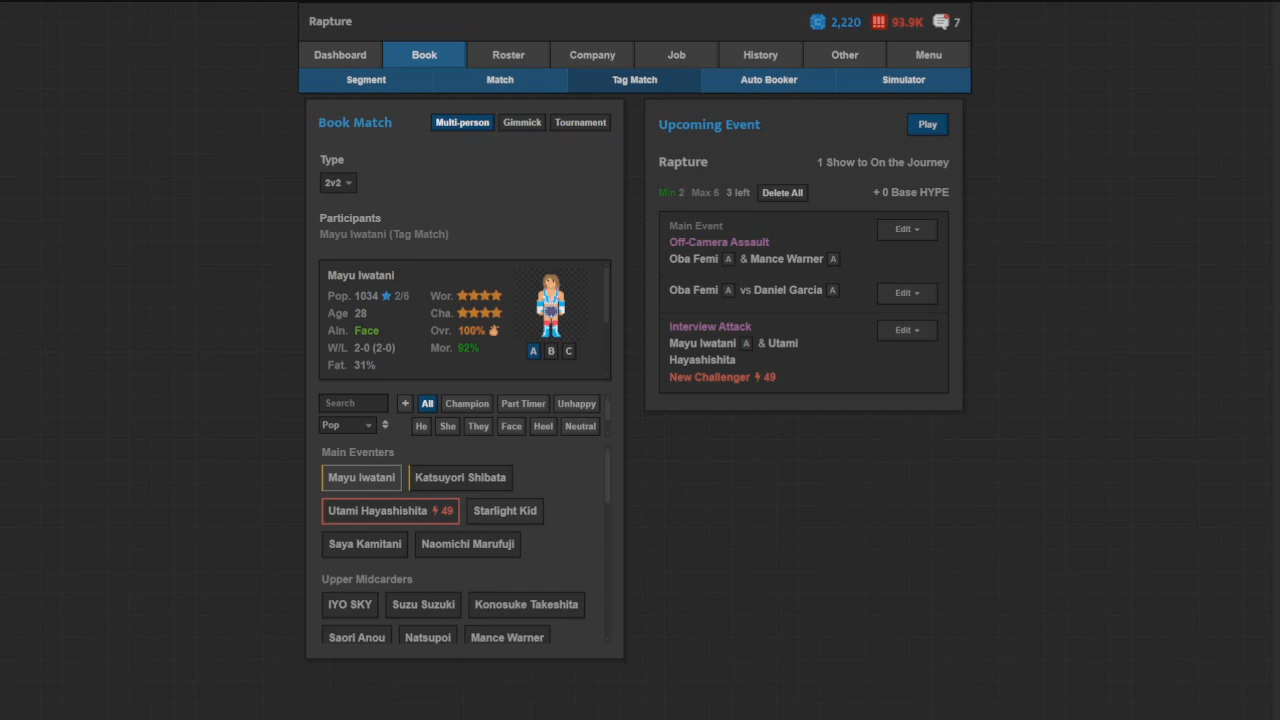 Rapture
2,220 93.9K 7
Dashboard Book Roster Company Job History Other Menu
Segment Match Tag Match Auto Booker Simulator
Book Match Multi-person Gimmick Tournament
Type
2v2
Participants
Mayu Iwatani (Tag Match)
Mayu Iwatani
Pop. 1034 2/6 Wor.
Age 28 Cha.
Aln. Face Ovr. 100%
W/L 2-0 (2-0) Mor. 92%
A B C
Fat. 31%
Search + All Champion Part Timer Unhappy
Pop He She They Face Heel Neutral
Main Eventers
Mayu Iwatani Katsuyori Shibata
Utami Hayashishita 49 Starlight Kid
Saya Kamitani Naomichi Marufuji
Upper Midcarders
IYO SKY Suzu Suzuki Konosuke Takeshita
Saori Anou Natsupoi Mance Warner
Upcoming Event Play
Rapture 1 Show to On the Journey
Min 2 Max 6 3 left Delete All + 0 Base HYPE
Main Event Edit
Off-Camera Assault
Oba Femi A & Mance Warner A
Oba Femi A vs Daniel Garcia A Edit
Interview Attack Edit
Mayu Iwatani A & Utami
Hayashishita
New Challenger 49